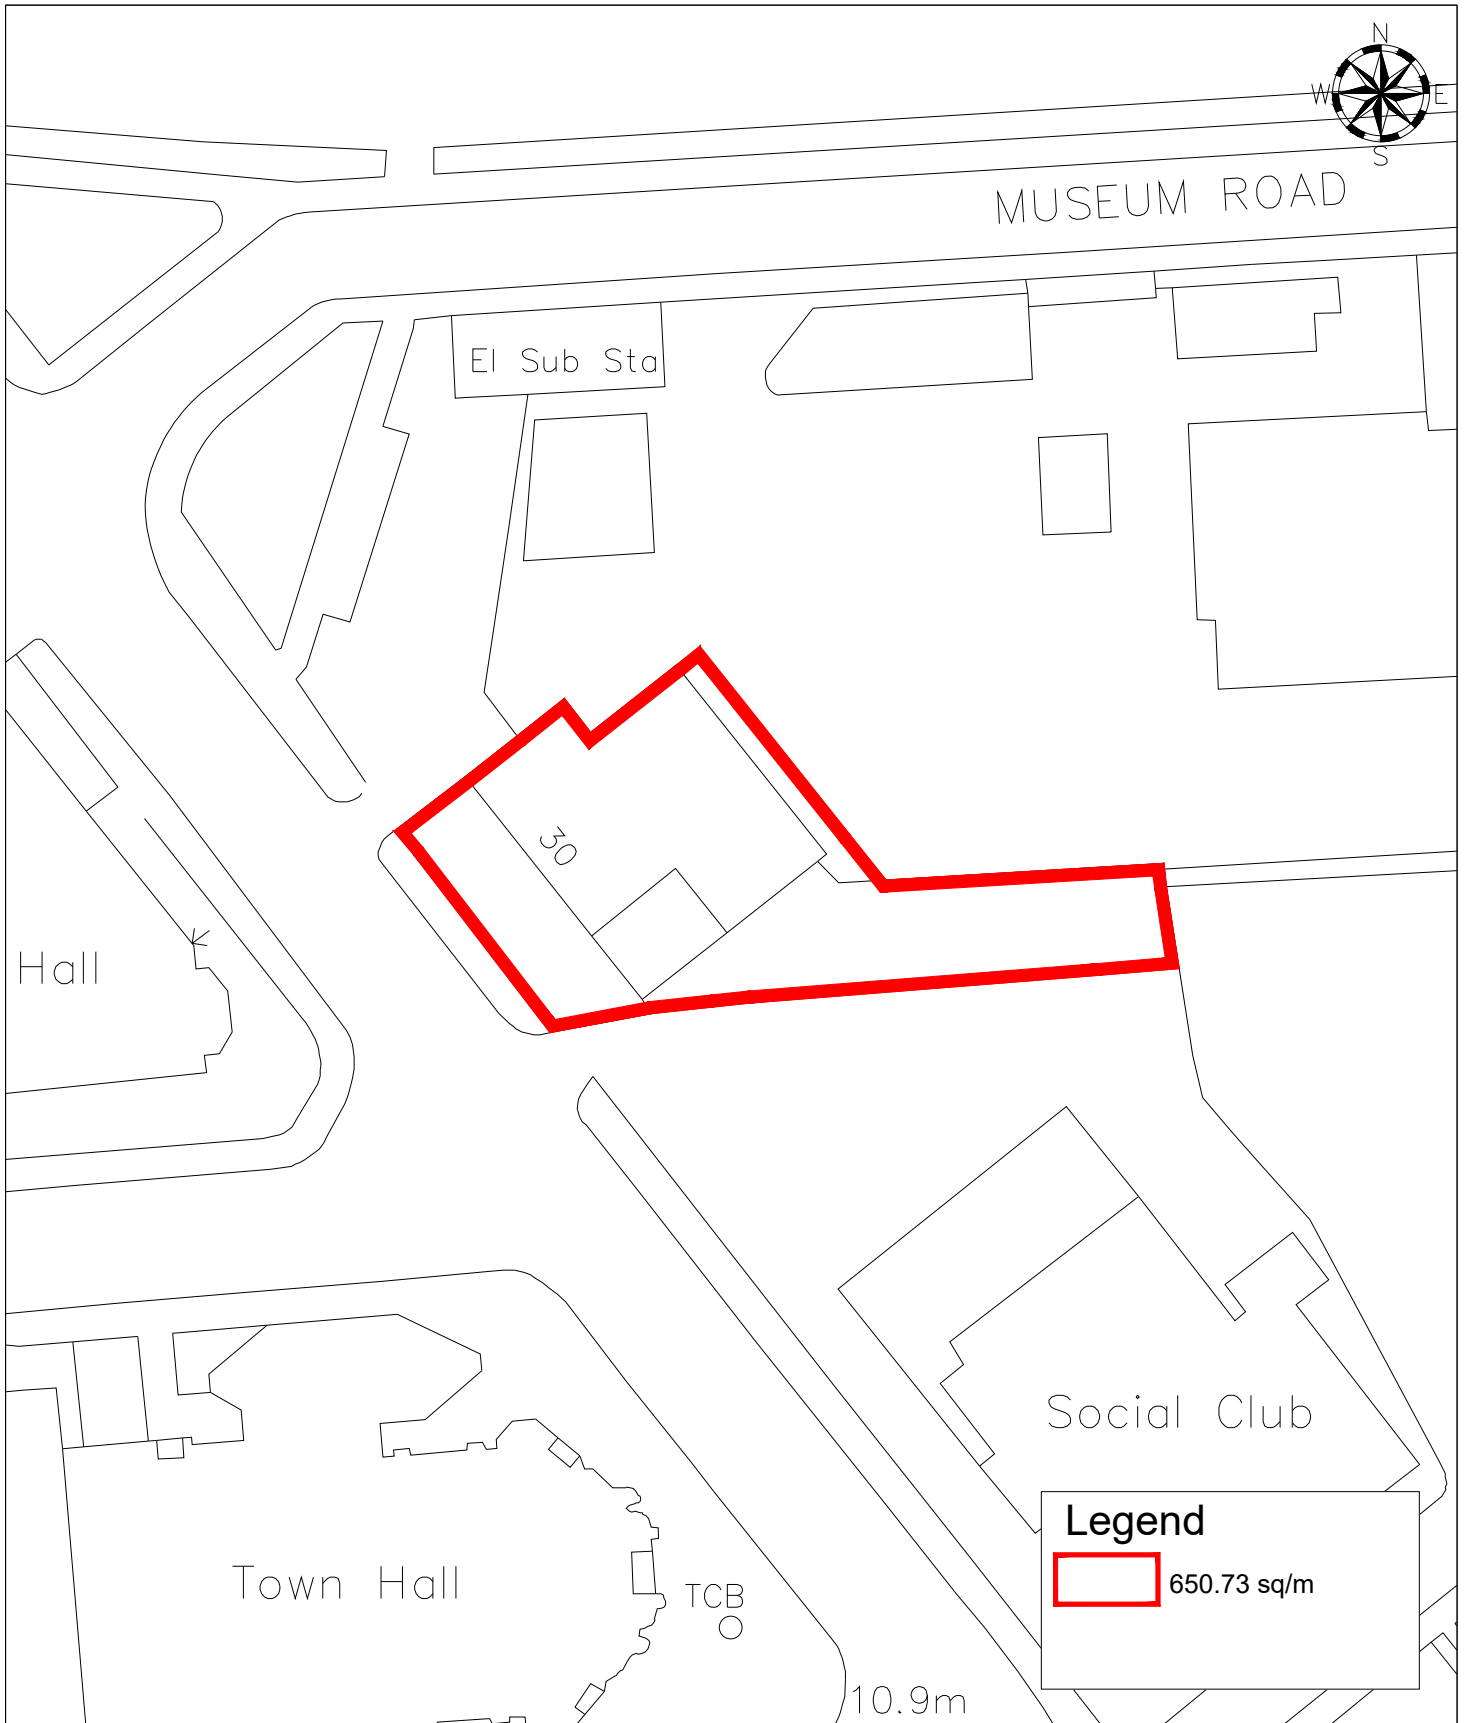 N
W E
S
MUSEUM ROAD
El Sub Sta
30
Hall
Social Club
Legend
650.73 sq/m
Town Hall
TCB
10.9m